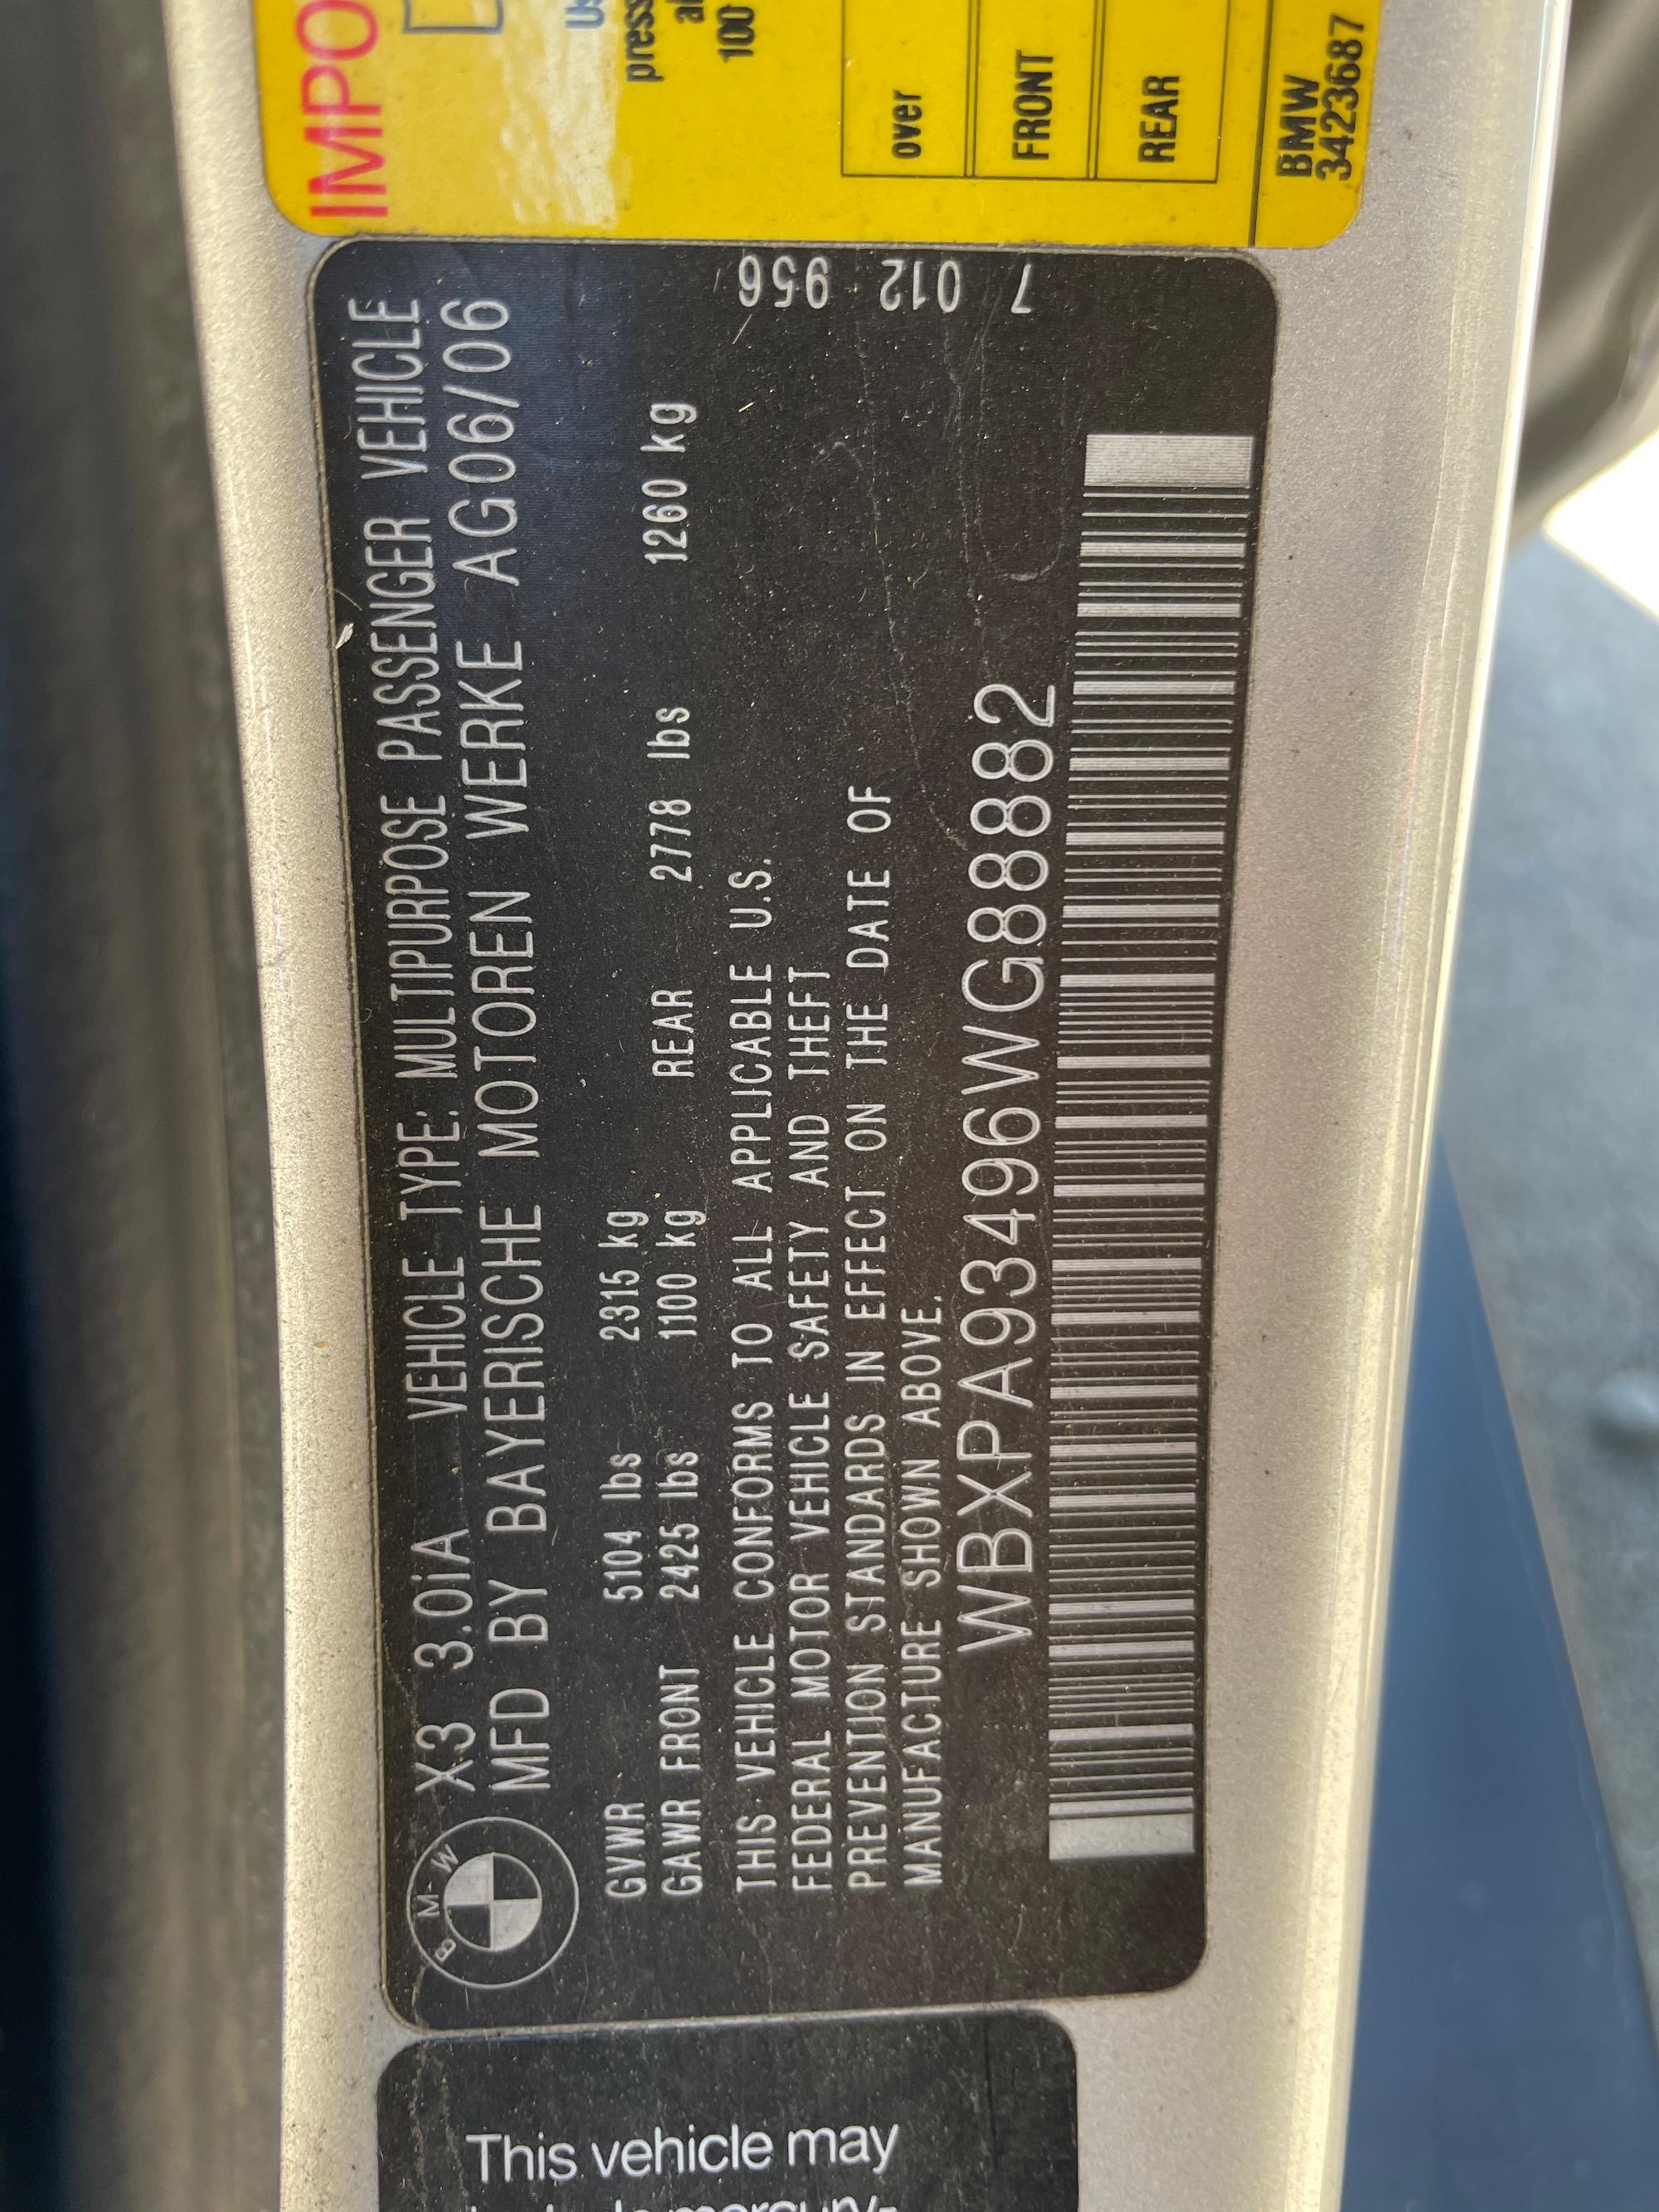 B M W
X3 3.0iA VEHICLE TYPE: MULTIPURPOSE PASSENGER VEHICLE
MFD BY BAYERISCHE MOTOREN WERKE AG06/06
GVWR 5104 lbs 2315 kg
GAWR FRONT 2425 lbs 1100 kg REAR 2778 lbs 1260 kg
THIS VEHICLE CONFORMS TO ALL APPLICABLE U.S.
FEDERAL MOTOR VEHICLE SAFETY AND THEFT
PREVENTION STANDARDS IN EFFECT ON THE DATE OF
MANUFACTURE SHOWN ABOVE.
WBXPA93496WG8882
7 012 956
IMPO
press
100
over
FRONT
REAR
BMW
3423687
This vehicle may